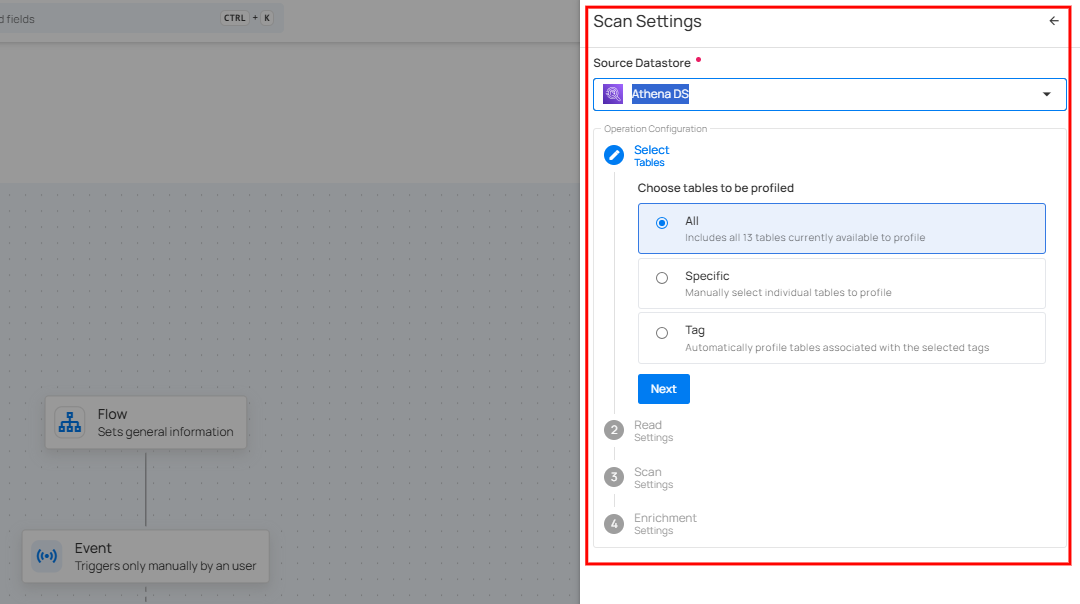 d fields
CTRL + K
Scan Settings
Source Datastore
Athena DS
Operation Configuration
Select
Tables
Choose tables to be profiled
All
Includes all 13 tables currently available to profile
Specific
Manually select individual tables to profile
Tag
Automatically profile tables associated with the selected tags
Next
2 Read
Settings
3 Scan
Settings
4 Enrichment
Settings
Flow
Sets general information
Event
Triggers only manually by an user